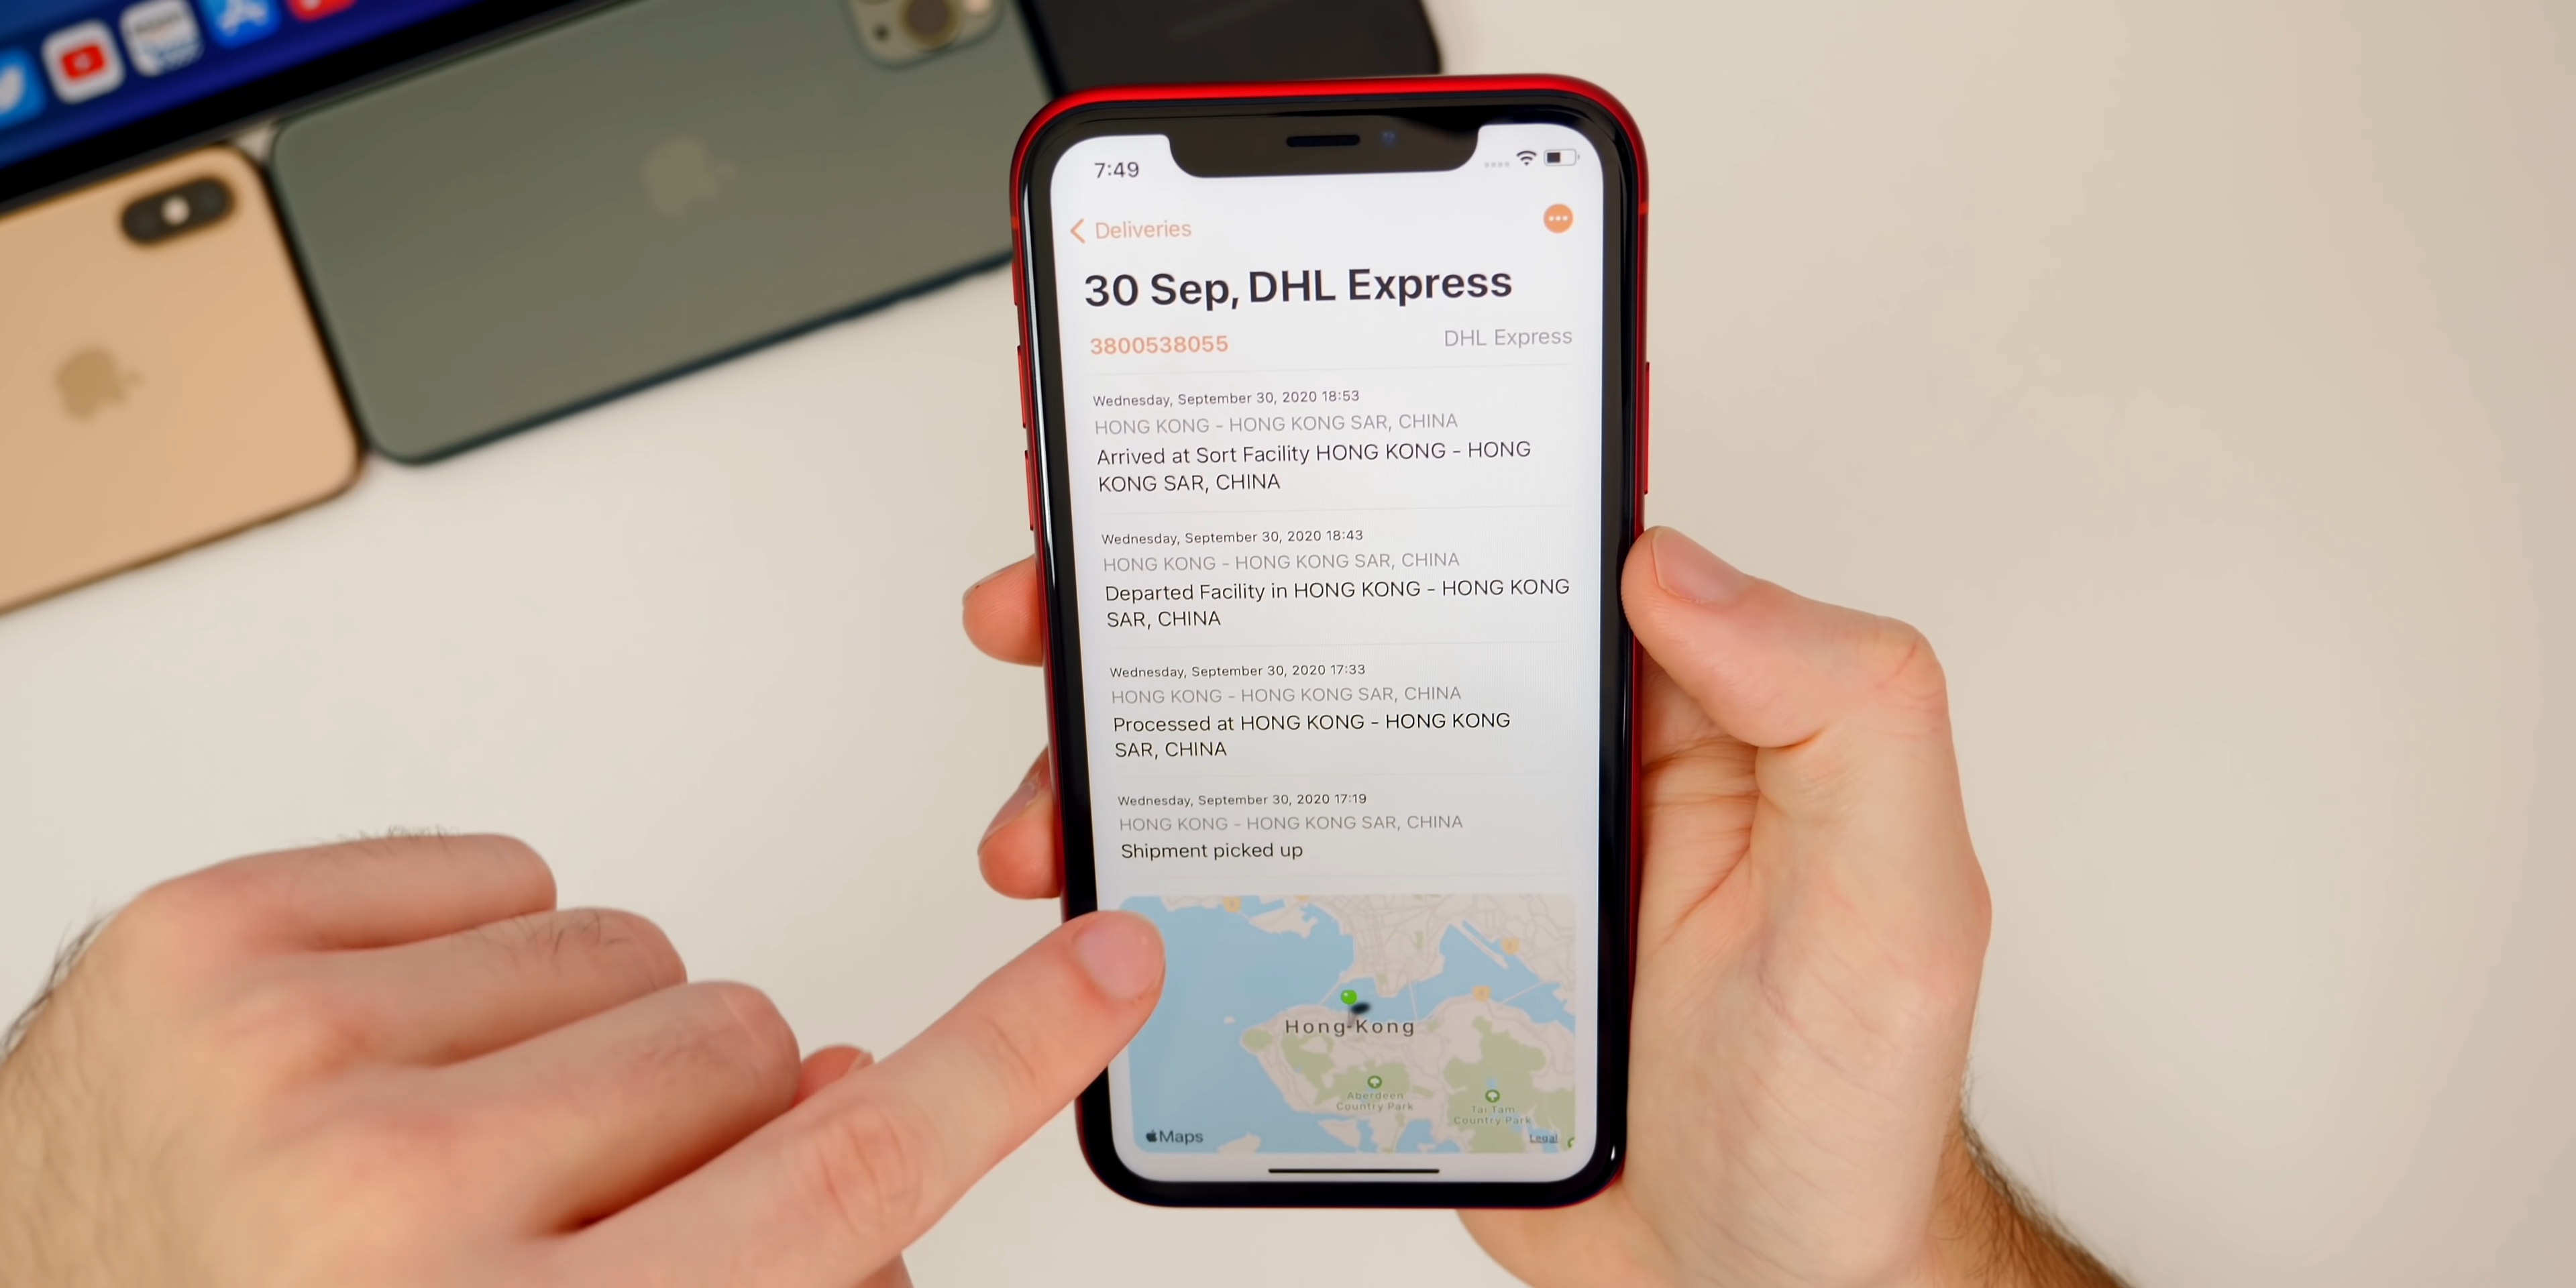 7:49
Deliveries
30 Sep, DHL Express
3800538055
DHL Express
Wednesday, September 30, 2020 18:53
HONG KONG - HONG KONG SAR, CHINA
Arrived at Sort Facility HONG KONG - HONG
KONG SAR, CHINA
Wednesday, September 30, 2020 18:43
HONG KONG - HONG KONG SAR, CHINA
Departed Facility in HONG KONG - HONG KONG
SAR, CHINA
Wednesday, September 30, 2020 17:33
HONG KONG - HONG KONG SAR, CHINA
Processed at HONG KONG - HONG KONG
SAR, CHINA
Wednesday, September 30, 2020 17:19
HONG KONG - HONG KONG SAR, CHINA
Shipment picked up
Hong-Kong
Aberdeen
Country Park
Tai Tam
Country Park
Maps
Legal